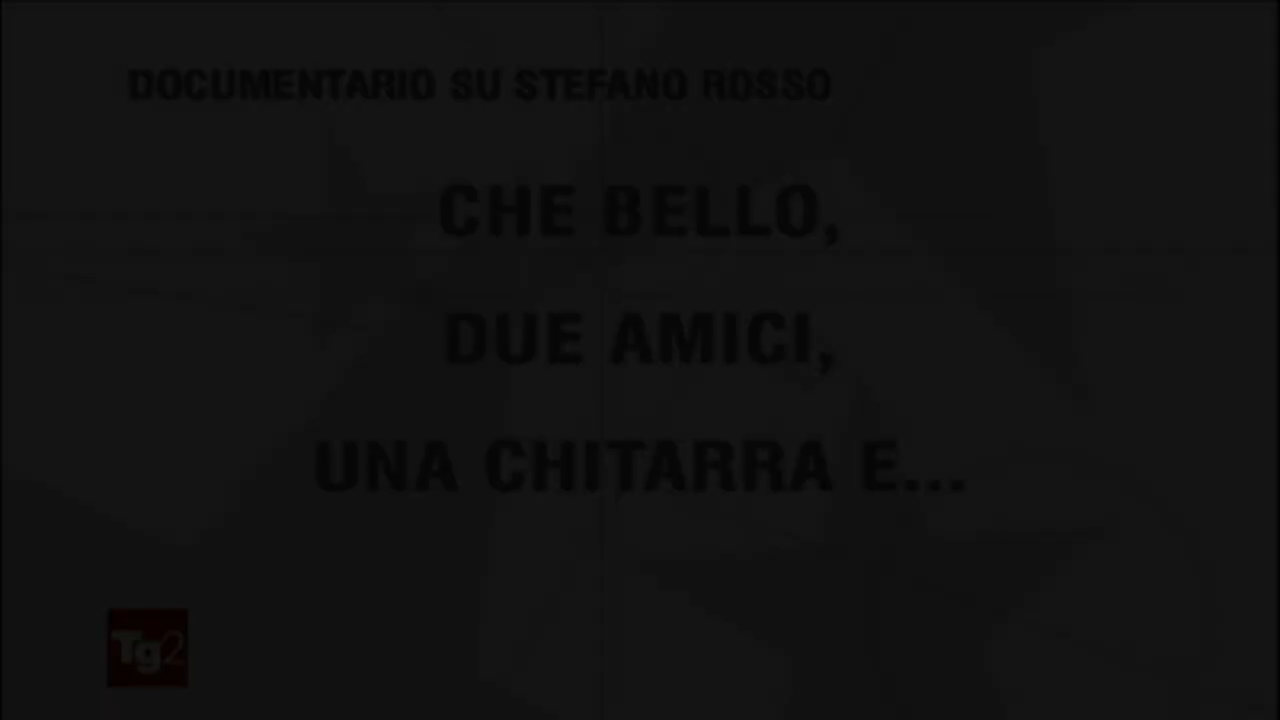 DOCUMENTARIO SU STEFANO ROSSO
CHE BELLO,
DUE AMICI,
UNA CHITARRA E...
Tg2